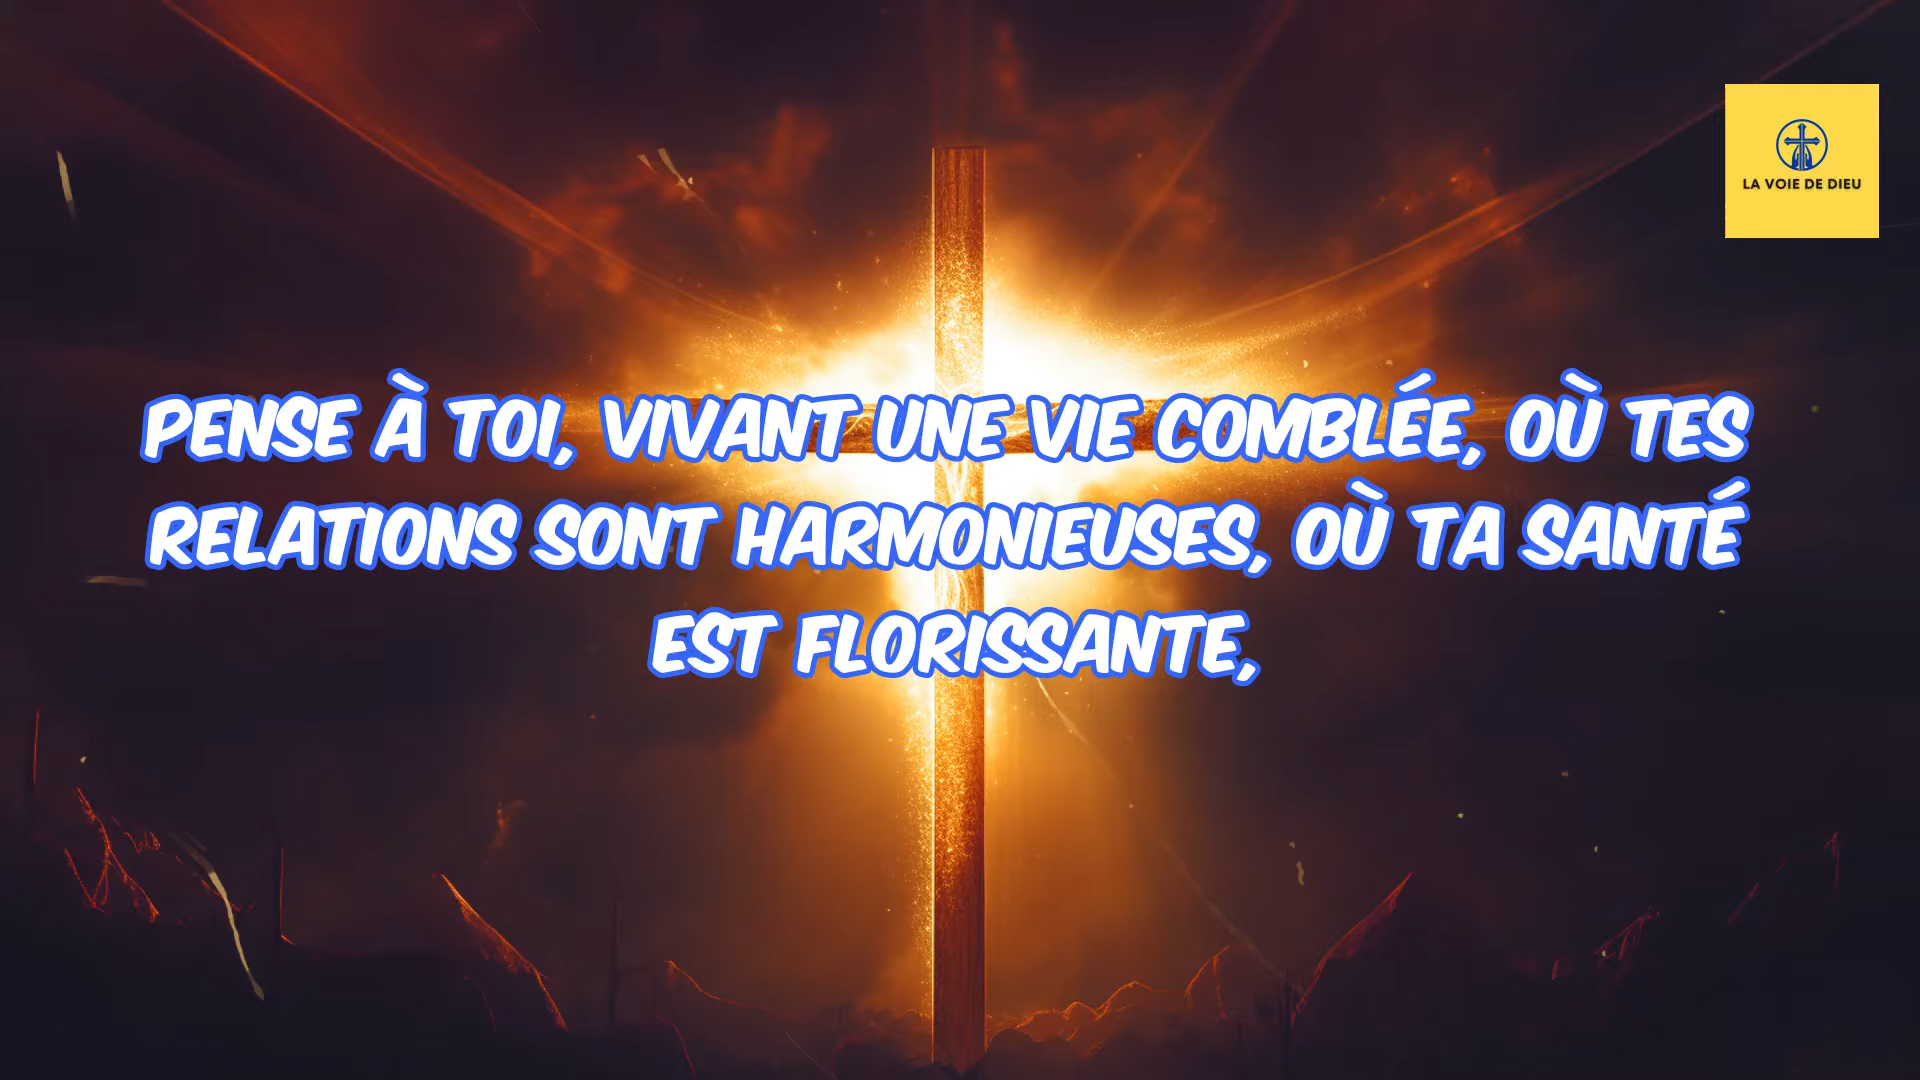 LA VOIE DE DIEU
PENSE À TOI, VIVANT UNE VIE COMBLÉE, OÙ TES
RELATIONS SONT HARMONIEUSES, OÙ TA SANTÉ
EST FLORISSANTE,